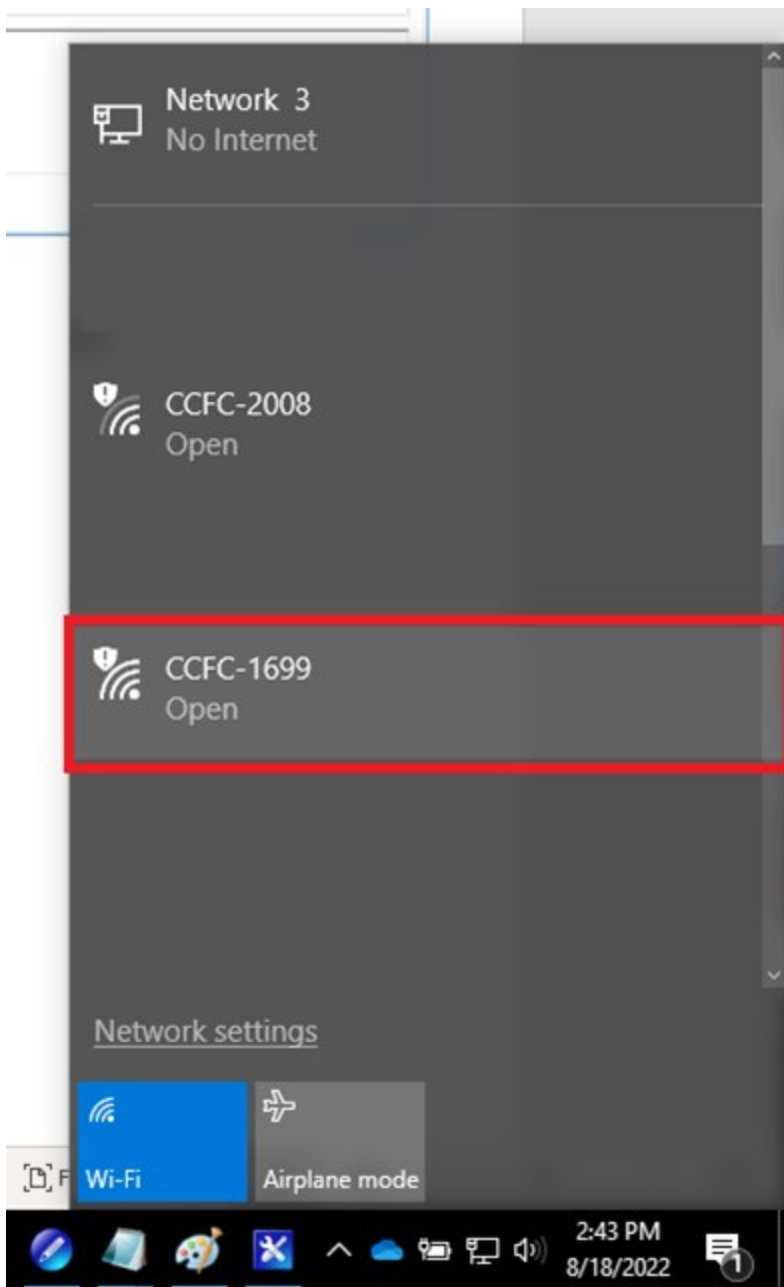 Network 3
No Internet
CCFC-2008
Open
CCFC-1699
Open
Network settings
Wi-Fi
Airplane mode
F
2:43 PM
8/18/2022
1